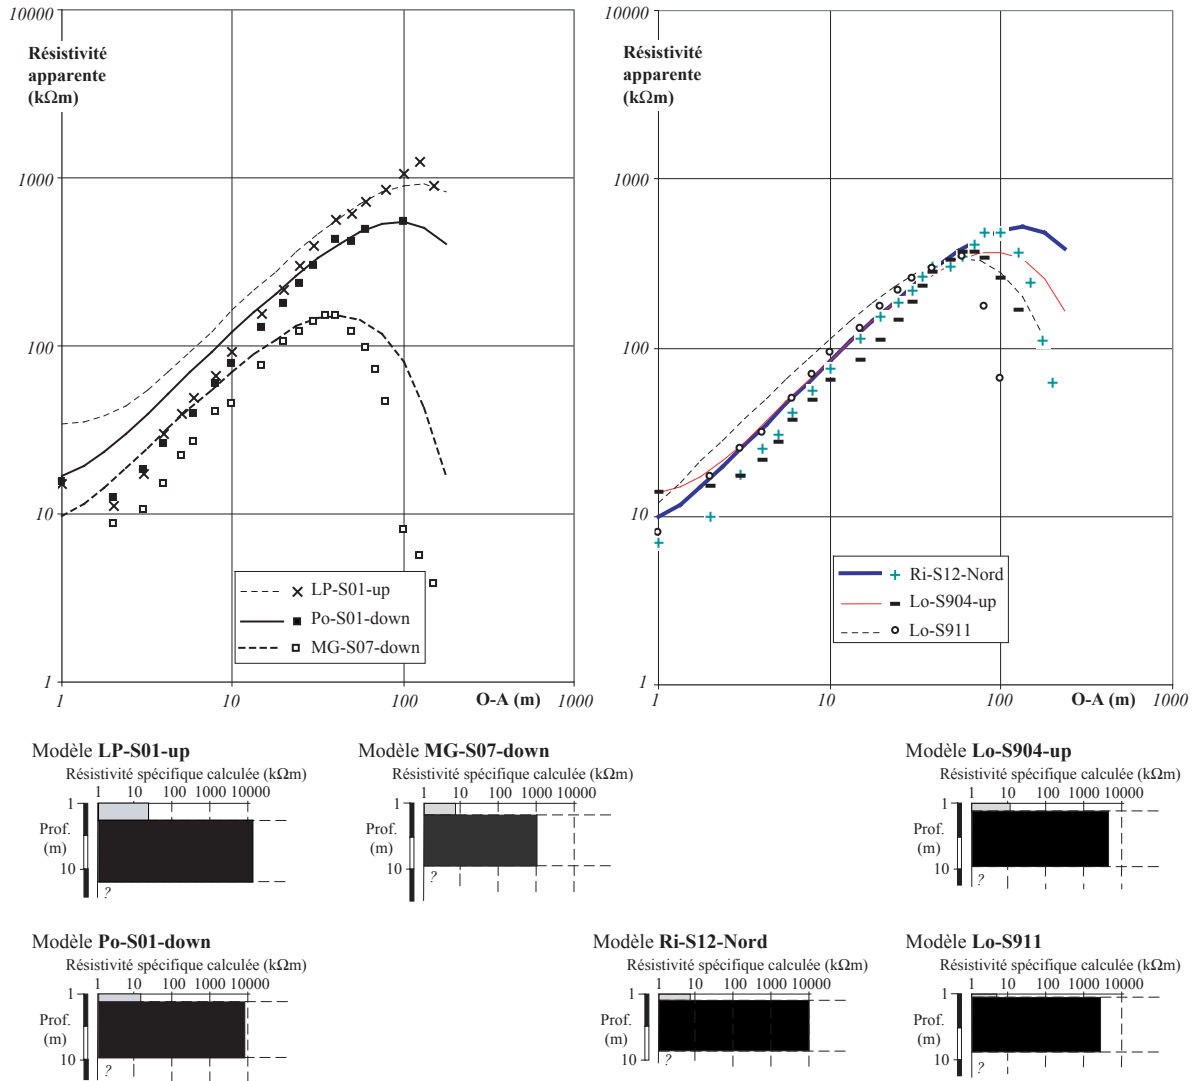 10000
Résistivité
apparente
(kΩm)
1000
100
10
1
1 10 100 O-A (m) 1000
LP-S01-up
Po-S01-down
MG-S07-down
10000
Résistivité
apparente
(kΩm)
1000
100
10
1
1 10 100 O-A (m) 1000
Ri-S12-Nord
Lo-S904-up
Lo-S911
Modèle LP-S01-up
Résistivité spécifique calculée (kΩm)
1 10 100 1000 10000
1
Prof.
(m)
10
?
Modèle MG-S07-down
Résistivité spécifique calculée (kΩm)
1 10 100 1000 10000
1
Prof.
(m)
10
?
Modèle Lo-S904-up
Résistivité spécifique calculée (kΩm)
1 10 100 1000 10000
1
Prof.
(m)
10
?
Modèle Po-S01-down
Résistivité spécifique calculée (kΩm)
1 10 100 1000 10000
1
Prof.
(m)
10
?
Modèle Ri-S12-Nord
Résistivité spécifique calculée (kΩm)
1 10 100 1000 10000
1
Prof.
(m)
10
?
Modèle Lo-S911
Résistivité spécifique calculée (kΩm)
1 10 100 1000 10000
1
Prof.
(m)
10
?